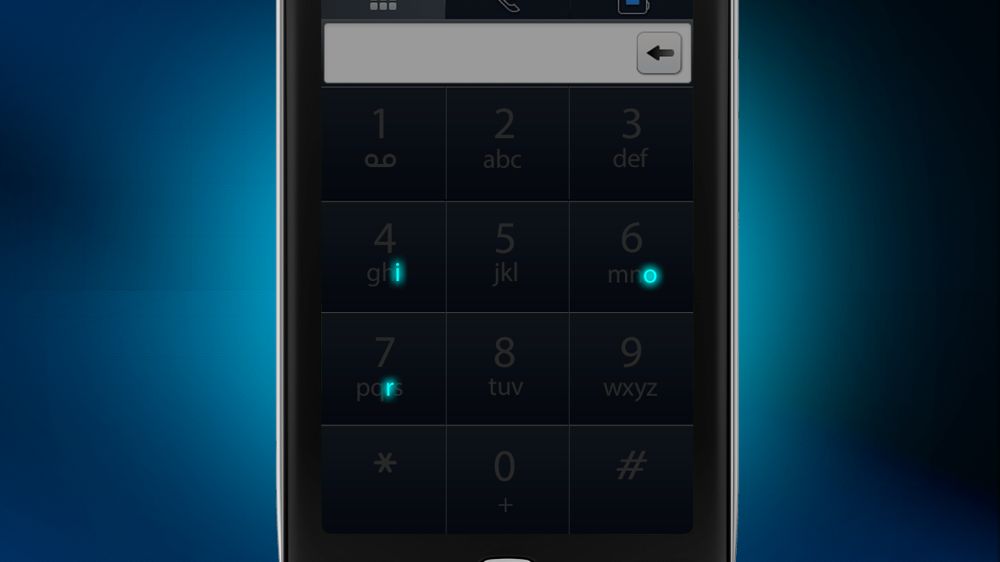 1 2 3
abc def
4 5 6
ghi jkl mno
7 8 9
pqrs tuv wxyz
* 0 #
+